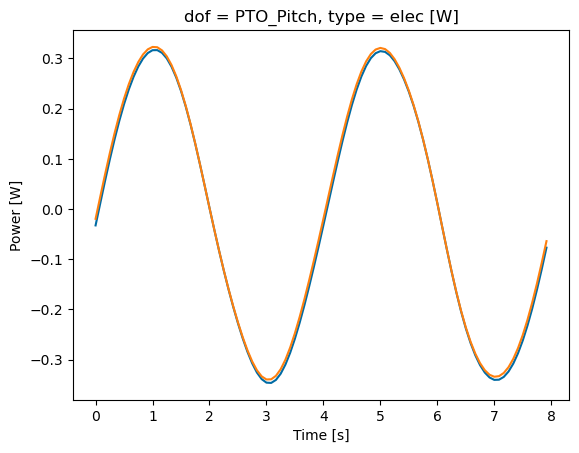 dof = PTO_Pitch, type = elec [W]
0.3
0.2
0.1
0.0
−0.1
−0.2
−0.3
Power [W]
0 1 2 3 4 5 6 7 8
Time [s]